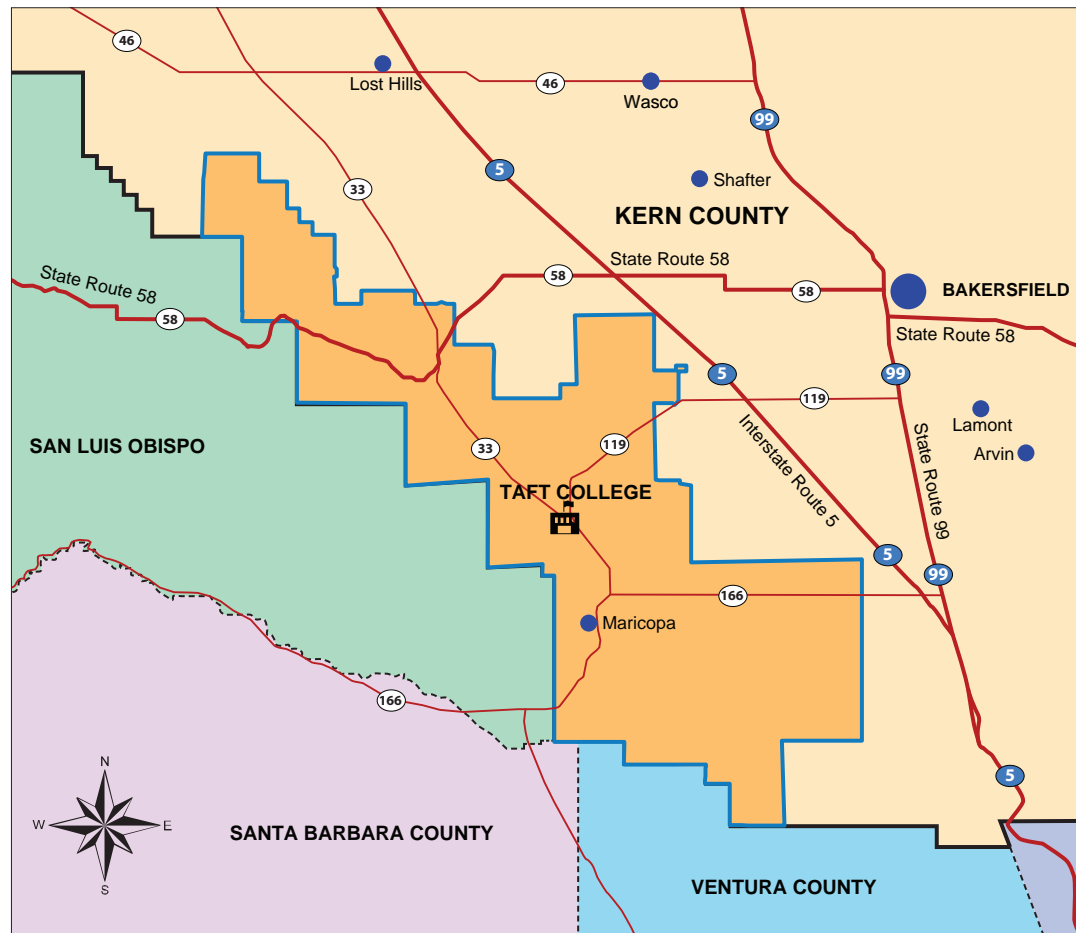 46
Lost Hills
46
Wasco
99
5
33
Shafter
KERN COUNTY
State Route 58
58
58
BAKERSFIELD
State Route 58
58
State Route 58
5
99
119
Lamont
Arvin
SAN LUIS OBISPO
33
119
Interstate Route 5
State Route 99
TAFT COLLEGE
5
99
166
Maricopa
166
N
W
E
S
5
SANTA BARBARA COUNTY
VENTURA COUNTY